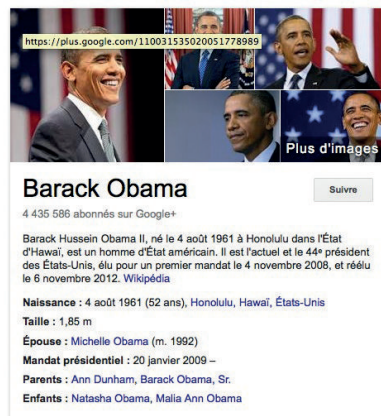 https://plus.google.com/110031535020051778989
Plus d'images
Barack Obama
Suivre
4 435 586 abonnés sur Google+
Barack Hussein Obama II, né le 4 août 1961 à Honolulu dans l'État
d'Hawaï, est un homme d'État américain. Il est l'actuel et le 44e président
des États-Unis, élu pour un premier mandat le 4 novembre 2008, et réélu
le 6 novembre 2012. Wikipédia
Naissance : 4 août 1961 (52 ans), Honolulu, Hawaï, États-Unis
Taille : 1,85 m
Épouse : Michelle Obama (m. 1992)
Mandat présidentiel : 20 janvier 2009 –
Parents : Ann Dunham, Barack Obama, Sr.
Enfants : Natasha Obama, Malia Ann Obama